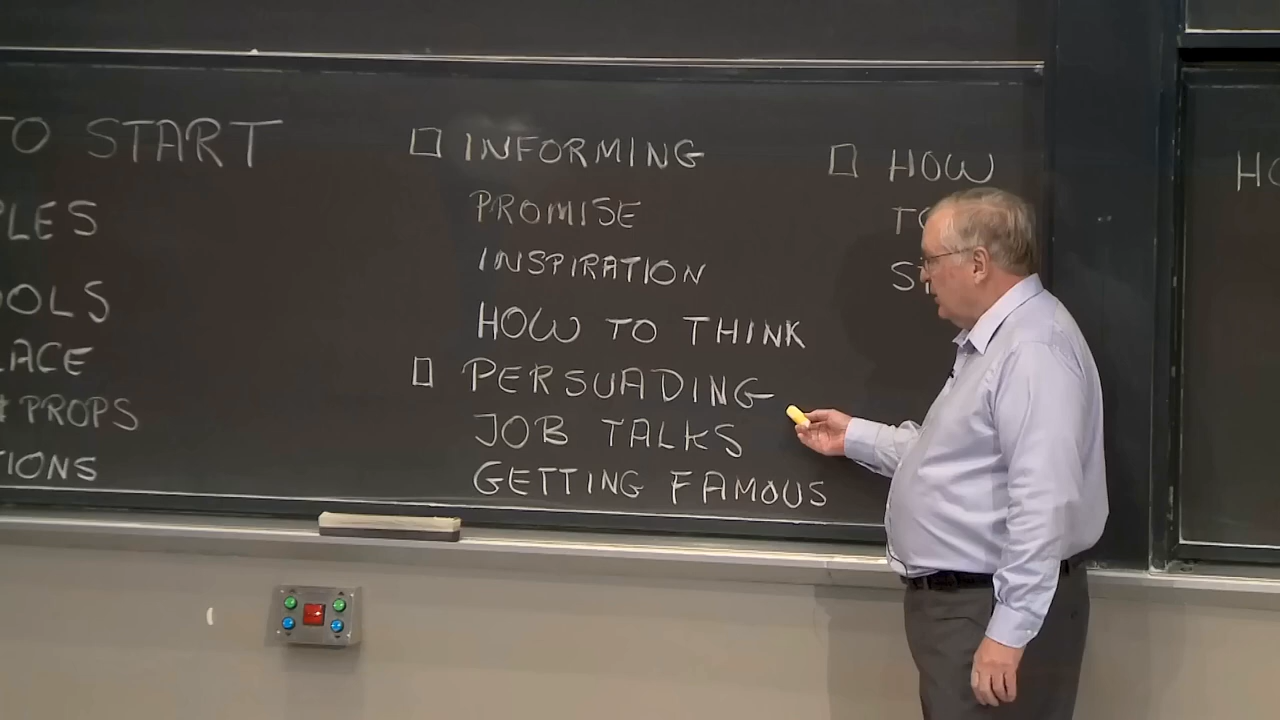 TO START
PLES
OOLS
LACE
PROPS
TIONS
INFORMING
PROMISE
INSPIRATION
HOW TO THINK
PERSUADING
JOB TALKS
GETTING FAMOUS
HOW
TO